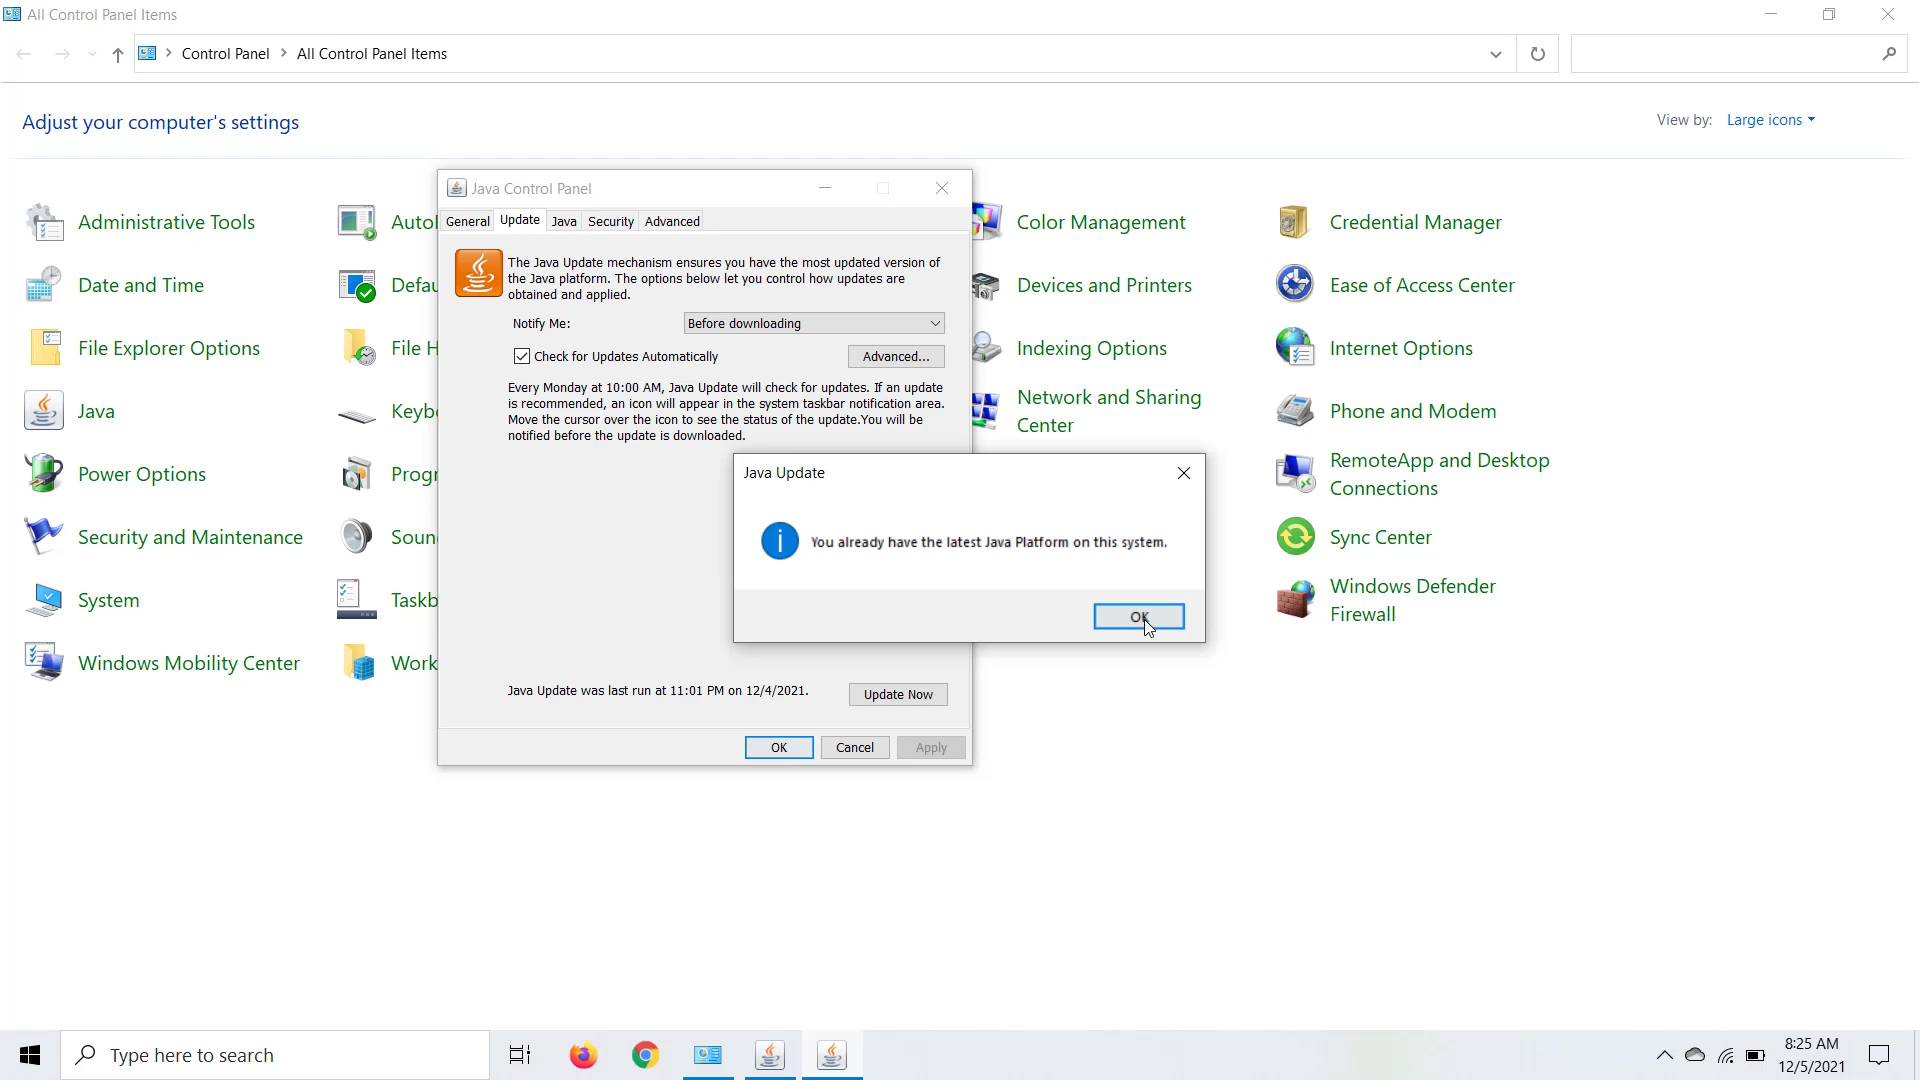 All Control Panel Items
Control Panel
All Control Panel Items
Adjust your computer's settings
View by:
Large icons
Administrative Tools
Color Management
Credential Manager
Date and Time
Devices and Printers
Ease of Access Center
File Explorer Options
Indexing Options
Internet Options
Java
Network and Sharing
Center
Phone and Modem
Power Options
RemoteApp and Desktop
Connections
Security and Maintenance
Sync Center
System
Windows Defender
Firewall
Windows Mobility Center
Work
Java Control Panel
General
Update
Java
Security
Advanced
The Java Update mechanism ensures you have the most updated version of
the Java platform. The options below let you control how updates are
obtained and applied.
Notify Me:
Before downloading
Check for Updates Automatically
Advanced...
Every Monday at 10:00 AM, Java Update will check for updates. If an update
is recommended, an icon will appear in the system taskbar notification area.
Move the cursor over the icon to see the status of the update.You will be
notified before the update is downloaded.
Java Update
You already have the latest Java Platform on this system.
OK
Java Update was last run at 11:01 PM on 12/4/2021.
Update Now
OK
Cancel
Apply
Type here to search
8:25 AM
12/5/2021